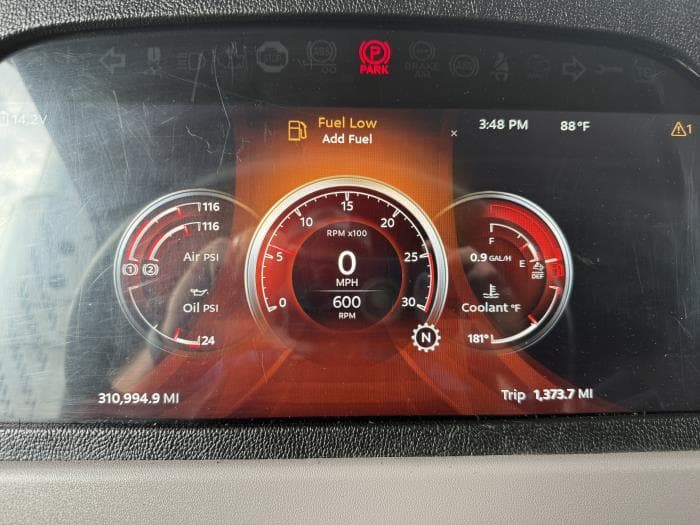 P
PARK
14.2V
Fuel Low
Add Fuel
3:48 PM
88°F
1
116
116
Air PSI
1
2
Oil PSI
24
0
5
10
15
20
25
30
RPM x100
0
MPH
600
RPM
N
F
E
0.9 GAL/H
DEF
Coolant °F
181°
310,994.9 MI
Trip 1,373.7 MI